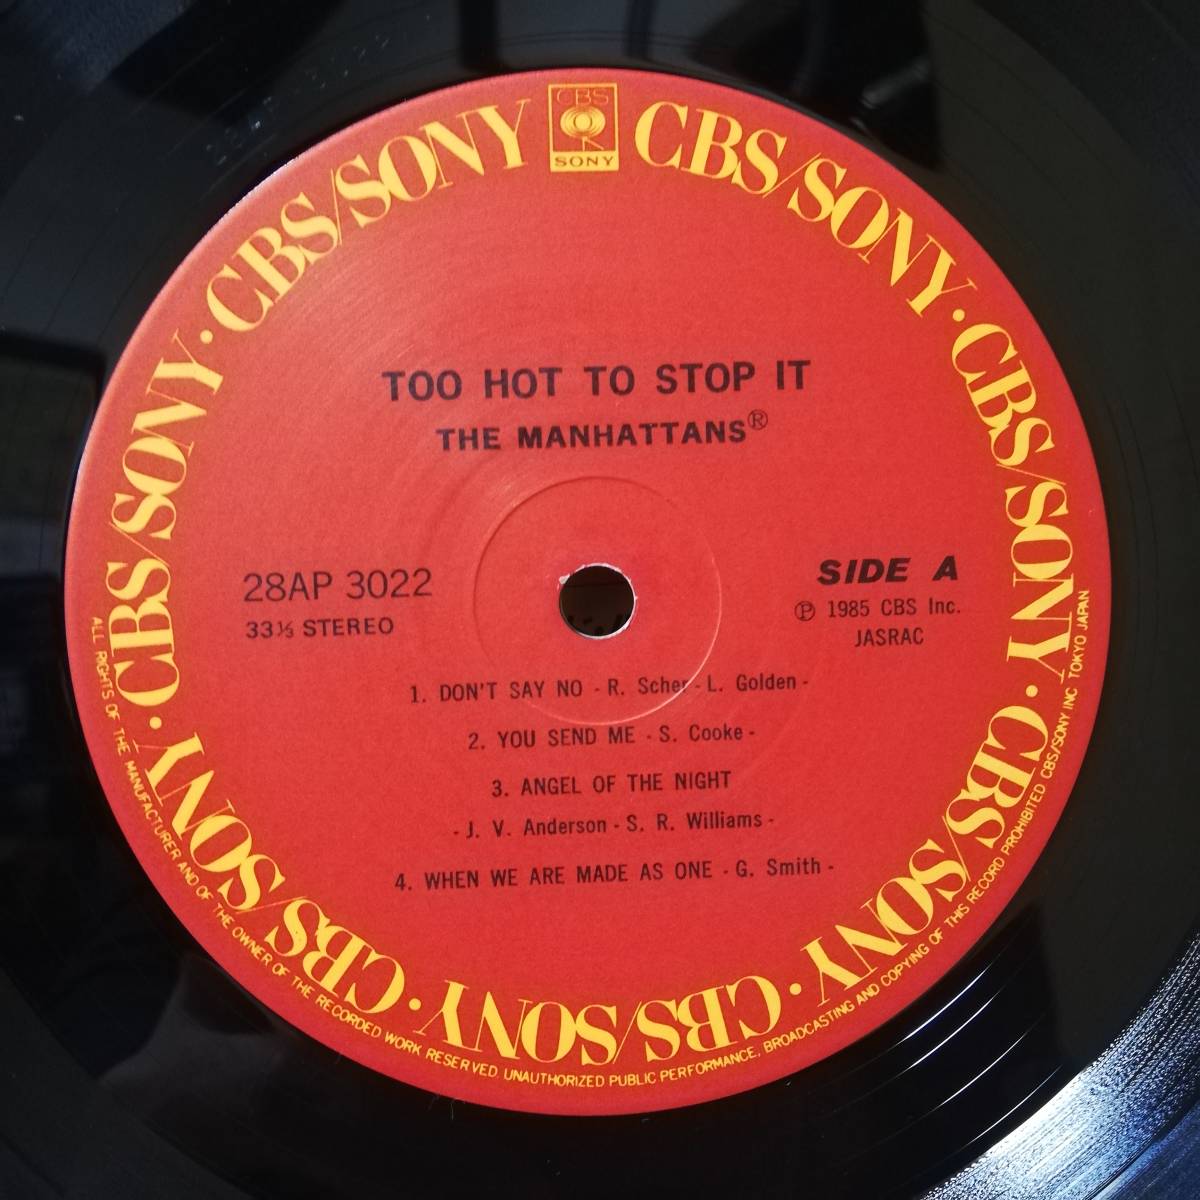 CBS
SONY
CBS/SONY · CBS/SONY · CBS/SONY · CBS/SONY · CBS/SONY · CBS/SONY · CBS/SONY · CBS/SONY
TOO HOT TO STOP IT
THE MANHATTANS®
28AP 3022
33⅓ STEREO
SIDE A
℗ 1985 CBS Inc.
JASRAC
1. DON'T SAY NO - R. Scher - L. Golden -
2. YOU SEND ME - S. Cooke -
3. ANGEL OF THE NIGHT
- J. V. Anderson - S. R. Williams -
4. WHEN WE ARE MADE AS ONE - G. Smith -
ALL RIGHTS OF THE MANUFACTURER AND OF THE OWNER OF THE RECORDED WORK RESERVED. UNAUTHORIZED PUBLIC PERFORMANCE, BROADCASTING AND COPYING OF THIS RECORD PROHIBITED CBS/SONY INC TOKYO JAPAN